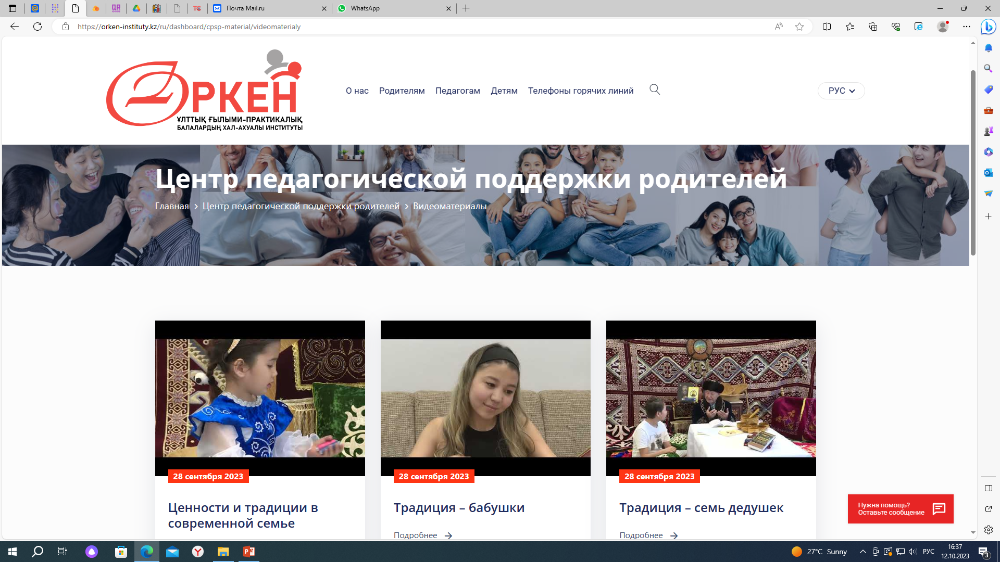 Почта Mail.ru
WhatsApp
https://orken-instituty.kz/ru/dashboard/cpsp-material/videomaterialy
ӨРКЕН
ҰЛТТЫҚ ҒЫЛЫМИ-ПРАКТИКАЛЫҚ
БАЛАЛАРДЫҢ ХАЛ-АХУАЛЫ ИНСТИТУТЫ
О нас Родителям Педагогам Детям Телефоны горячих линий
РУС
Центр педагогической поддержки родителей
Главная > Центр педагогической поддержки родителей > Видеоматериалы
28 сентября 2023
Ценности и традиции в
современной семье
28 сентября 2023
Традиция – бабушки
Подробнее →
28 сентября 2023
Традиция – семь дедушек
Подробнее →
Нужна помощь?
Оставьте сообщение
27°C Sunny
РУС
16:37
12.10.2023
3